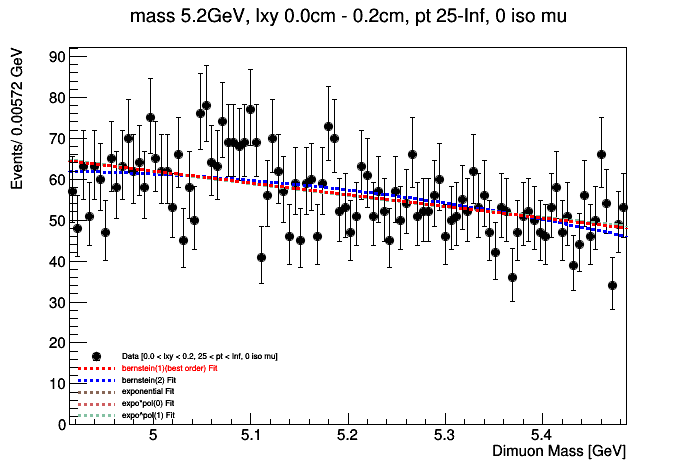 mass 5.2GeV, lxy 0.0cm - 0.2cm, pt 25-Inf, 0 iso mu
Events/ 0.00572 GeV
90
80
70
60
50
40
30
20
10
0
Data [0.0 < lxy < 0.2, 25 < pt < Inf, 0 iso mu]
bernstein(1)(best order) Fit
bernstein(2) Fit
exponential Fit
expo*pol(0) Fit
expo*pol(1) Fit
5 5.1 5.2 5.3 5.4
Dimuon Mass [GeV]